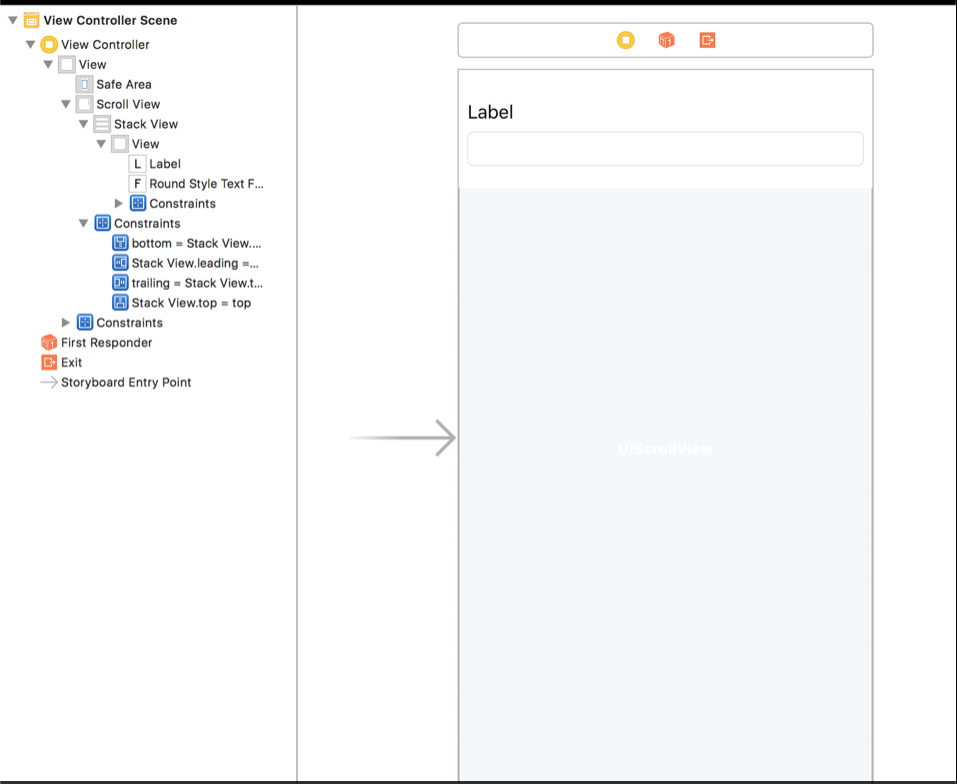 View Controller Scene
View Controller
View
Safe Area
Scroll View
Stack View
View
L Label
F Round Style Text F...
Constraints
Constraints
bottom = Stack View....
Stack View.leading =...
trailing = Stack View.t...
Stack View.top = top
Constraints
First Responder
Exit
Storyboard Entry Point
Label
UIScrollView